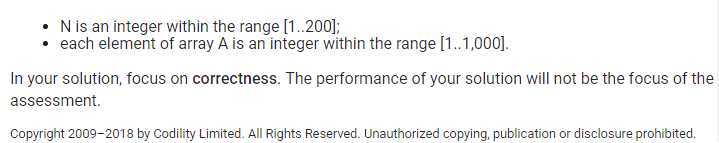 • N is an integer within the range [1..200];
• each element of array A is an integer within the range [1..1,000].
In your solution, focus on correctness. The performance of your solution will not be the focus of the
assessment.
Copyright 2009–2018 by Codility Limited. All Rights Reserved. Unauthorized copying, publication or disclosure prohibited.